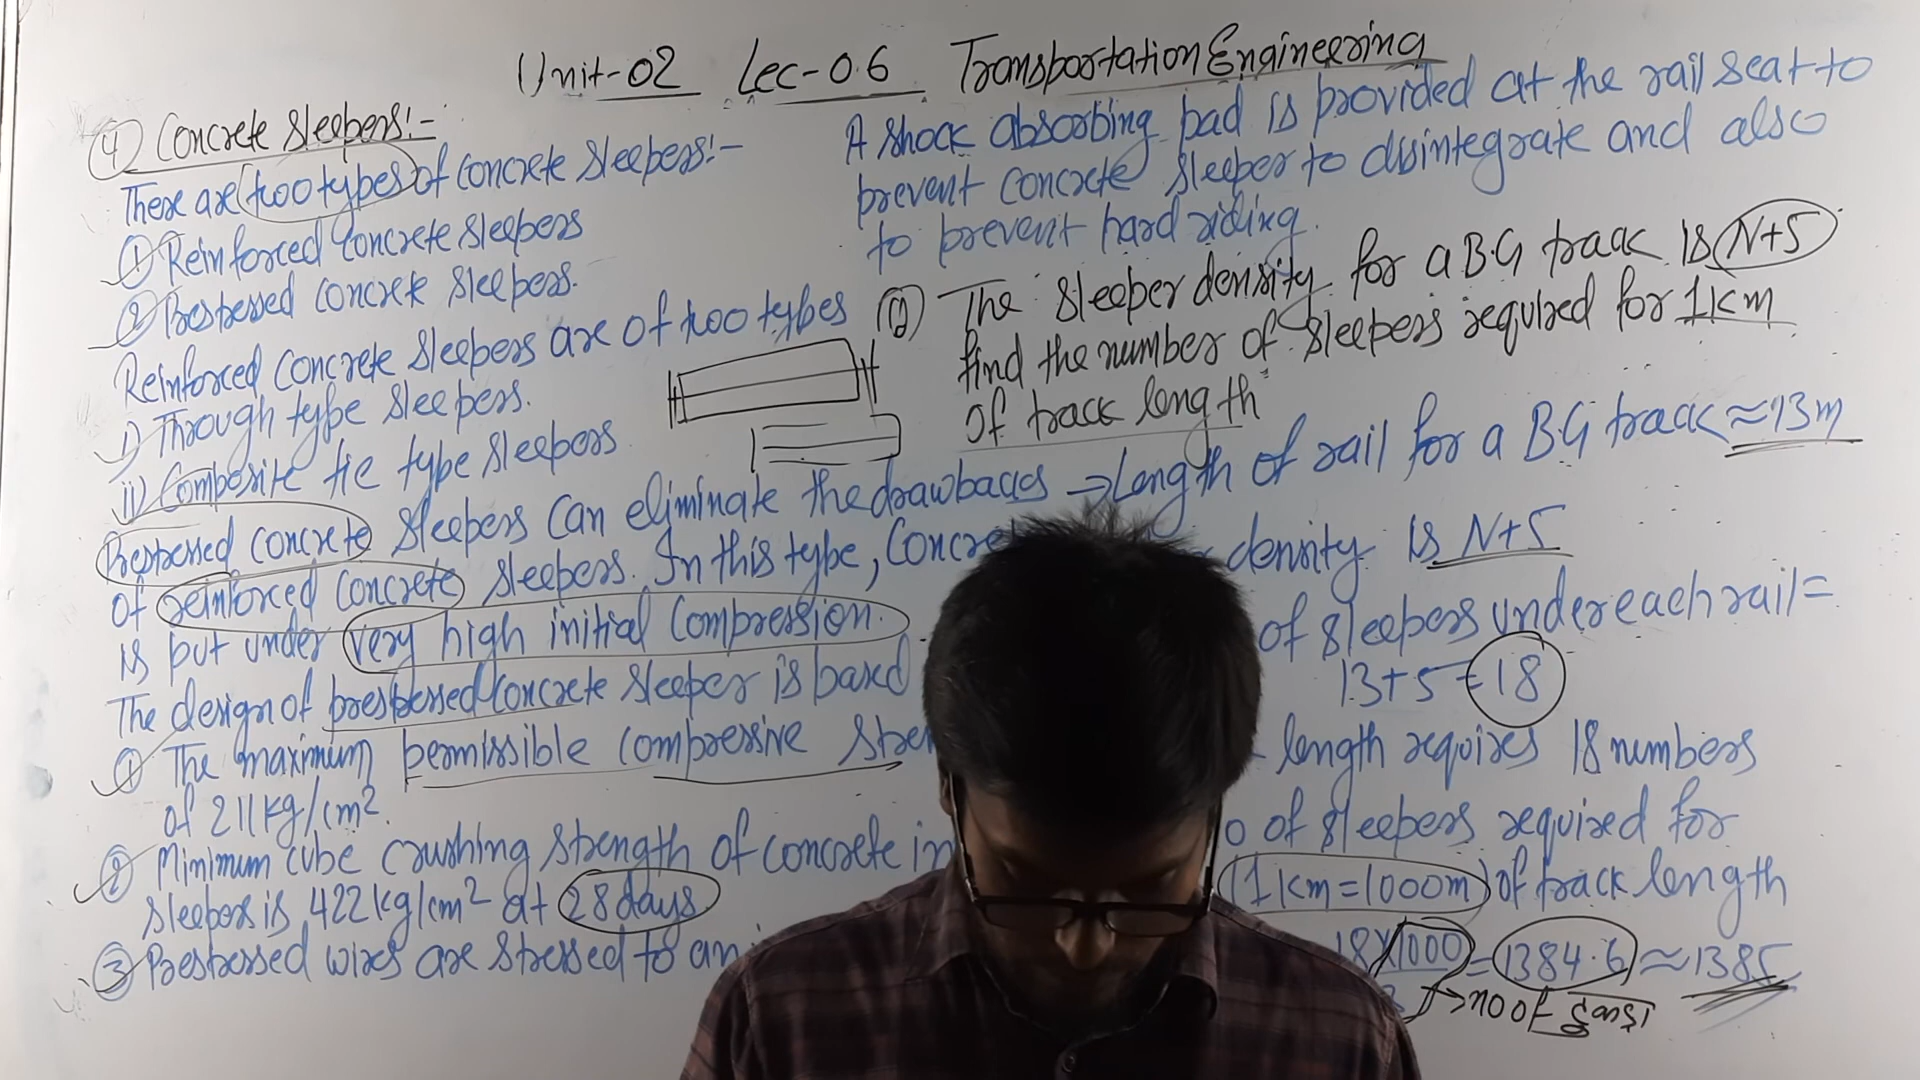 Unit-02 Lec-06 Transportation Engineering
④ Concrete Sleepers:-
There are two types of concrete sleepers:-
① Reinforced Concrete Sleepers
② Prestressed Concrete Sleepers.
Reinforced Concrete Sleepers are of two types
i) Through type Sleepers.
ii) Composite tie type Sleepers
Prestressed concrete Sleepers can eliminate the drawbacks
of reinforced concrete sleepers. In this type, Concre
is put under very high initial Compression.
The design of prestressed concrete sleeper is based
① The maximum permissible compressive Stre
of 211 kg/cm².
② Minimum cube crushing strength of concrete in
Sleepers is 422 kg/cm² at 28 days.
③ Prestressed wires are stressed to an
A shock absorbing pad is provided at the rail seat to
prevent concrete sleeper to disintegrate and also
to prevent hard riding.
Q) The sleeper density for a B.G track is N+5
find the number of sleepers required for 1 km
of track length
⇒ Length of rail for a B.G track ≈ 13m
density is N+5
of sleepers under each rail =
13+5 = 18
length requires 18 numbers
o of sleepers required for
(1 km = 1000m) of track length
18×1000 = 1384.6 ≈ 1385
→ no of